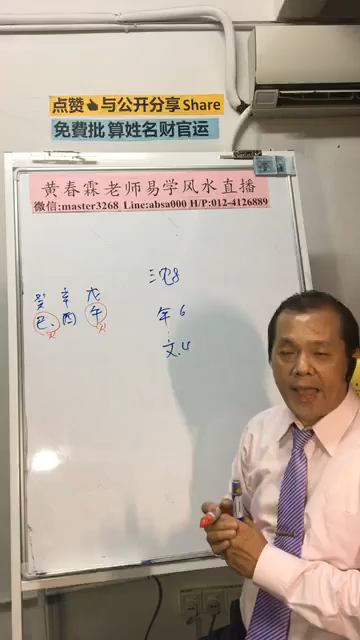 点赞与公开分享Share
免費批算姓名财官运
黄春霖老师易学风水直播
微信:master3268 Line:absa000 H/P:012-4126889
沈8
癸 辛 戊
年6
巳、酉 午
火 火
文4